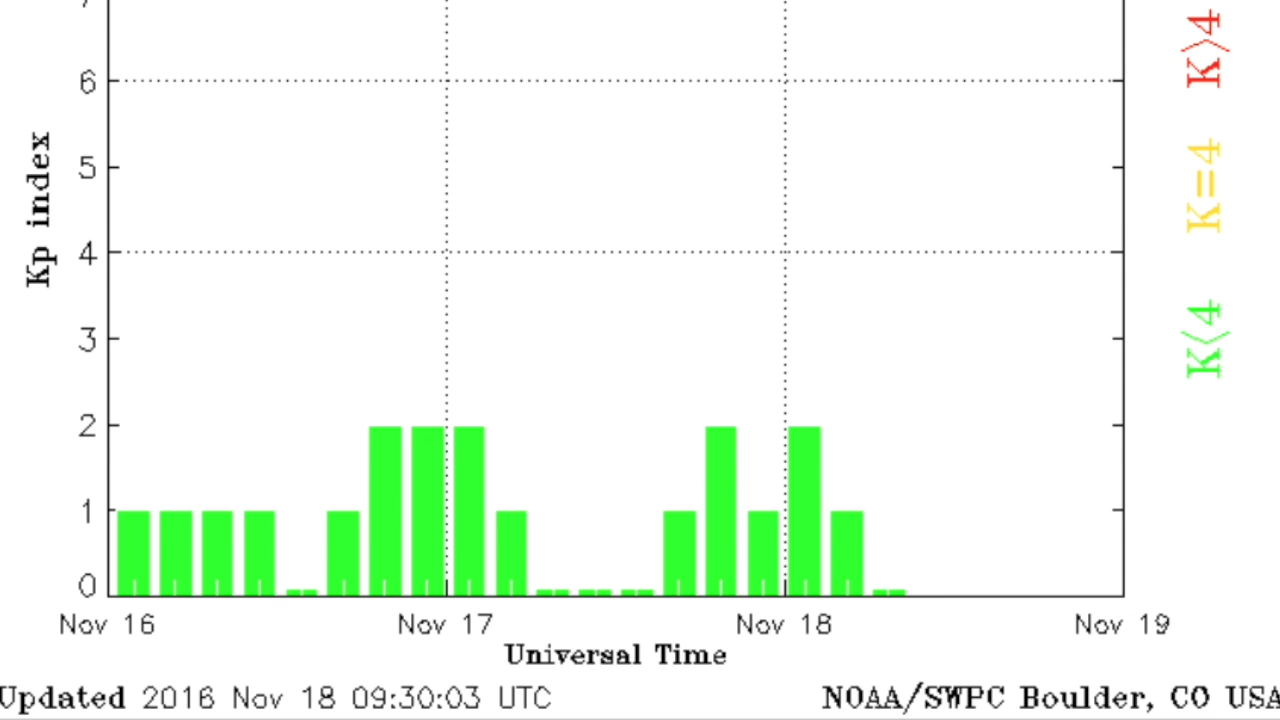 7
6
5
4
3
2
1
0
Kp index
K>4
K=4
K<4
Nov 16
Nov 17
Nov 18
Nov 19
Universal Time
Updated 2016 Nov 18 09:30:03 UTC
NOAA/SWPC Boulder, CO USA